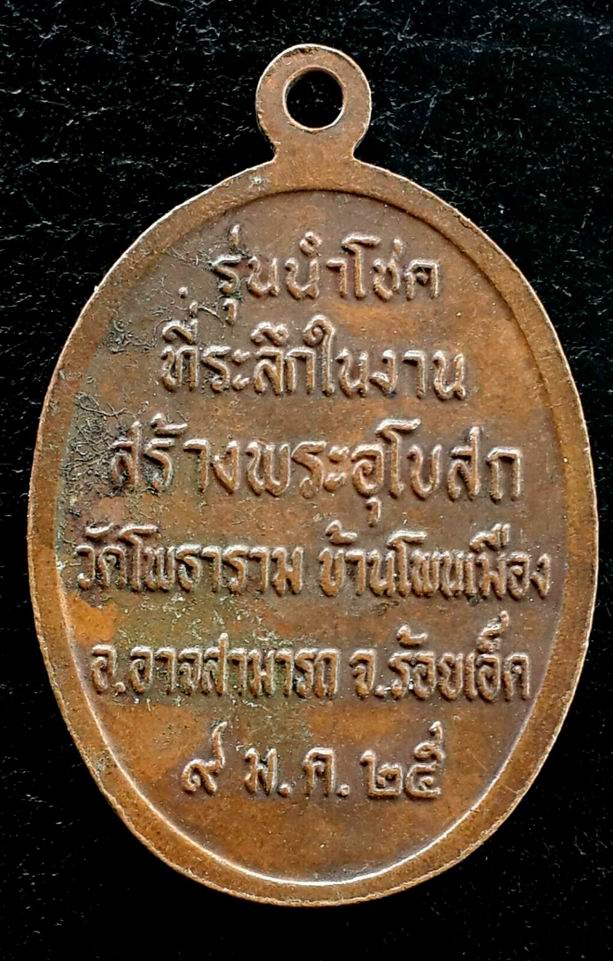 รุ่นนำโชค
ที่ระลึกในงาน
สร้างพระอุโบสถ
วัดโพธาราม บ้านโพนเมือง
อ.อาจสามารถ จ.ร้อยเอ็ด
๙ ม.ค.๒๕